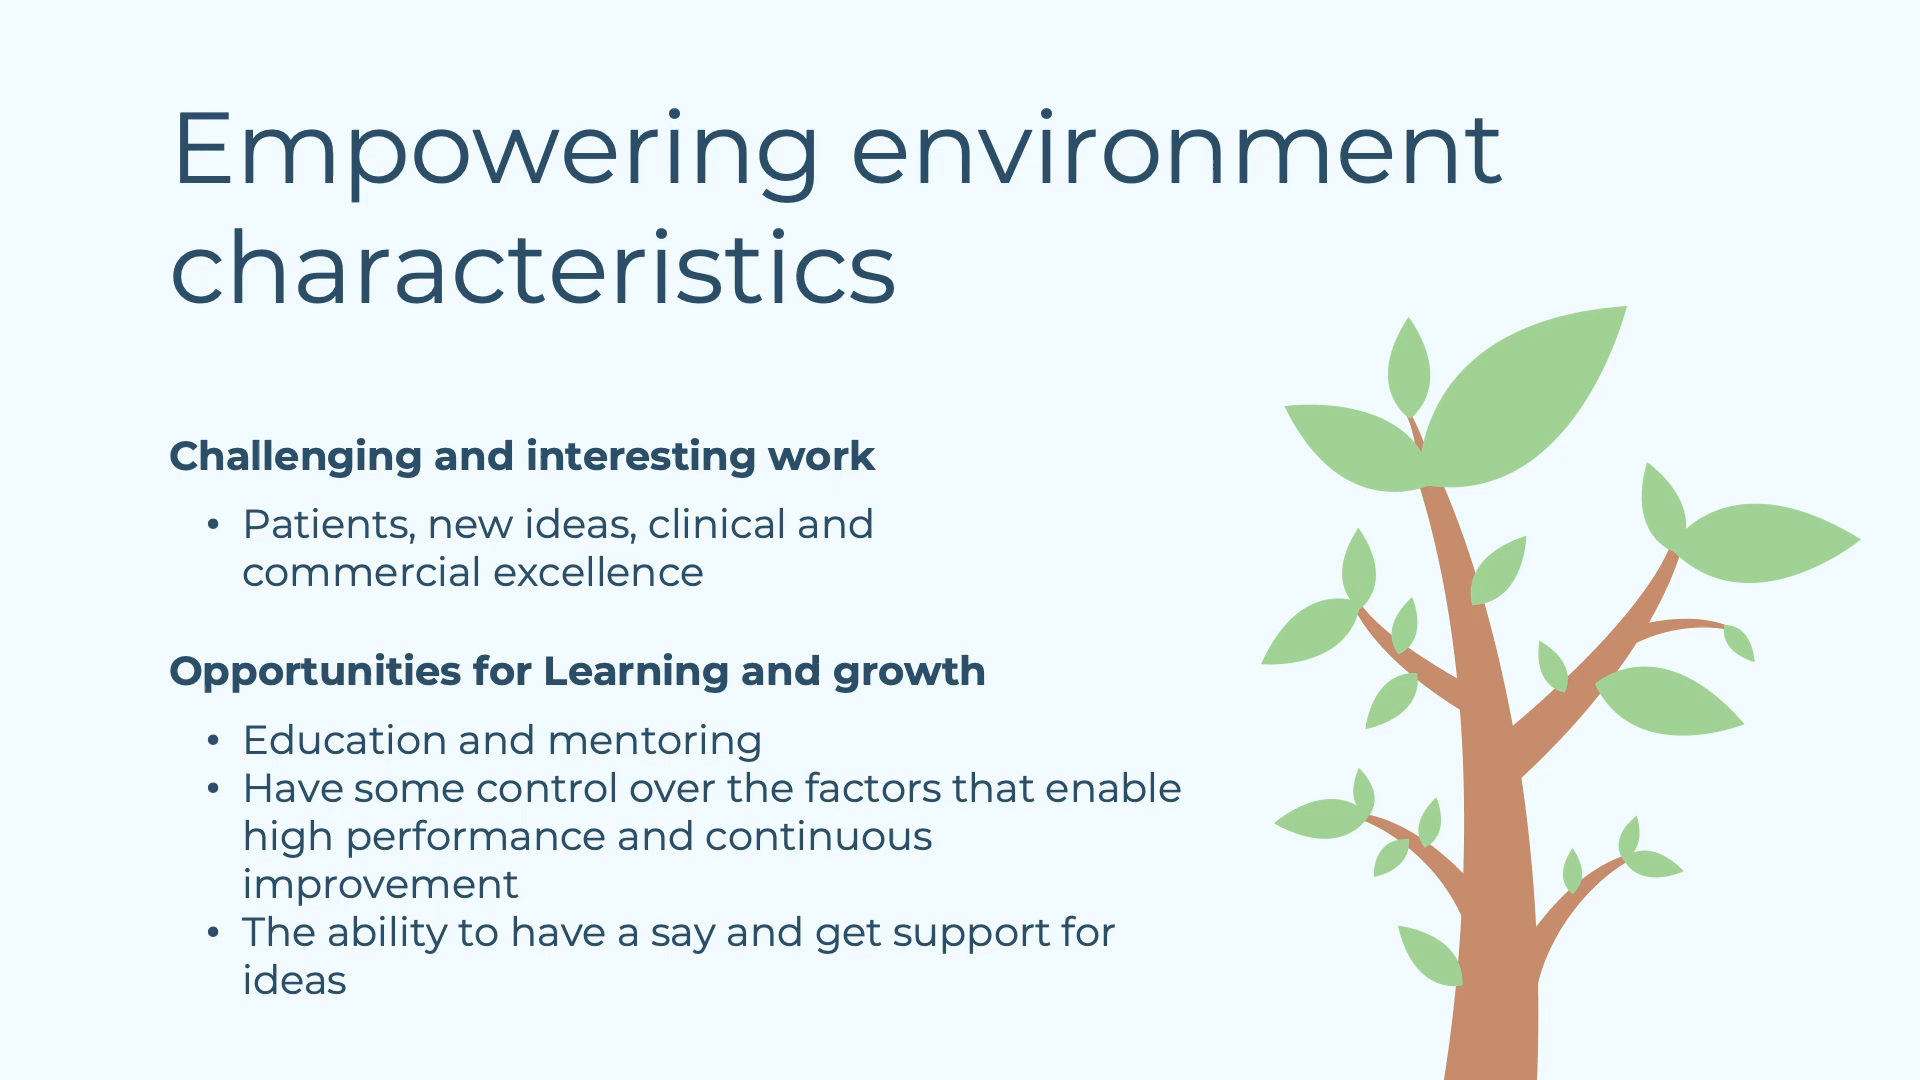 Empowering environment
characteristics
Challenging and interesting work
• Patients, new ideas, clinical and
commercial excellence
Opportunities for Learning and growth
• Education and mentoring
• Have some control over the factors that enable
high performance and continuous
improvement
• The ability to have a say and get support for
ideas